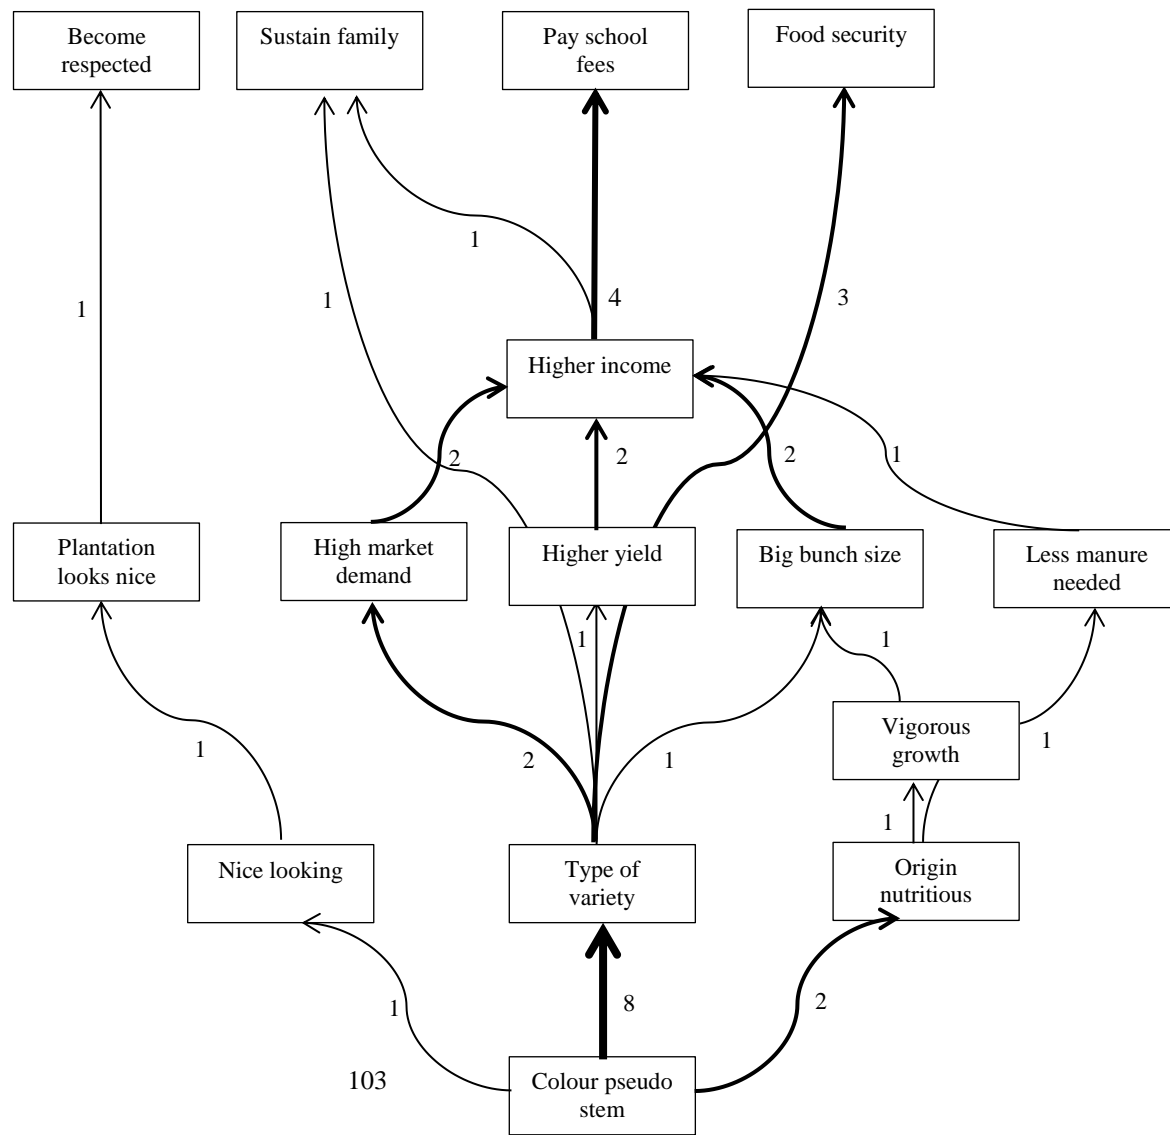 Become
respected
Sustain family
Pay school
fees
Food security
1
1
1
4
3
Higher income
2
2
2
1
Plantation
looks nice
High market
demand
Higher yield
Big bunch size
Less manure
needed
1
1
1
2
1
Vigorous
growth
1
1
Nice looking
Type of
variety
Origin
nutritious
1
8
2
103
Colour pseudo
stem